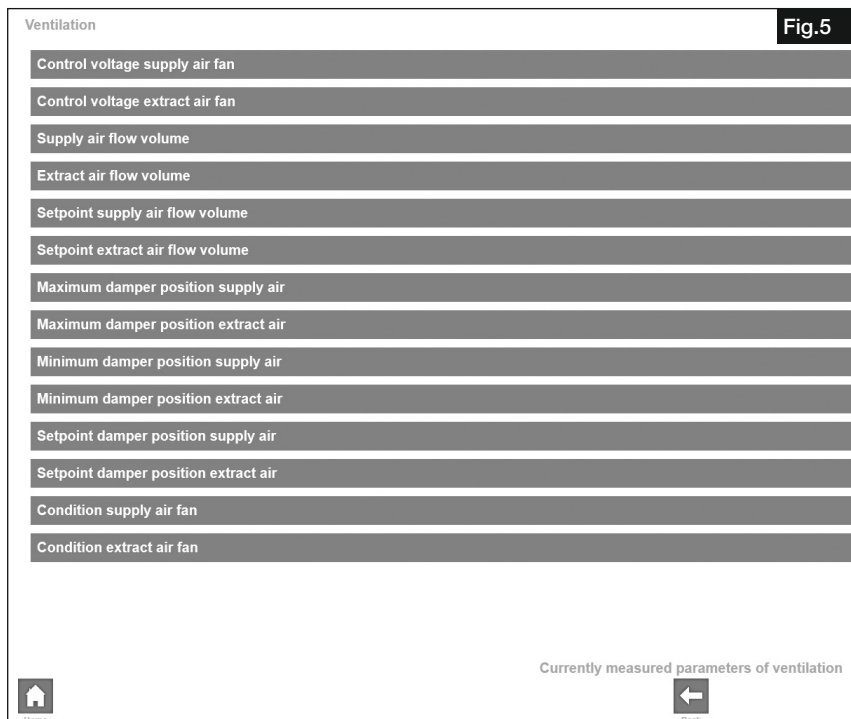 Ventilation
Fig.5
Control voltage supply air fan
Control voltage extract air fan
Supply air flow volume
Extract air flow volume
Setpoint supply air flow volume
Setpoint extract air flow volume
Maximum damper position supply air
Maximum damper position extract air
Minimum damper position supply air
Minimum damper position extract air
Setpoint damper position supply air
Setpoint damper position extract air
Condition supply air fan
Condition extract air fan
Currently measured parameters of ventilation